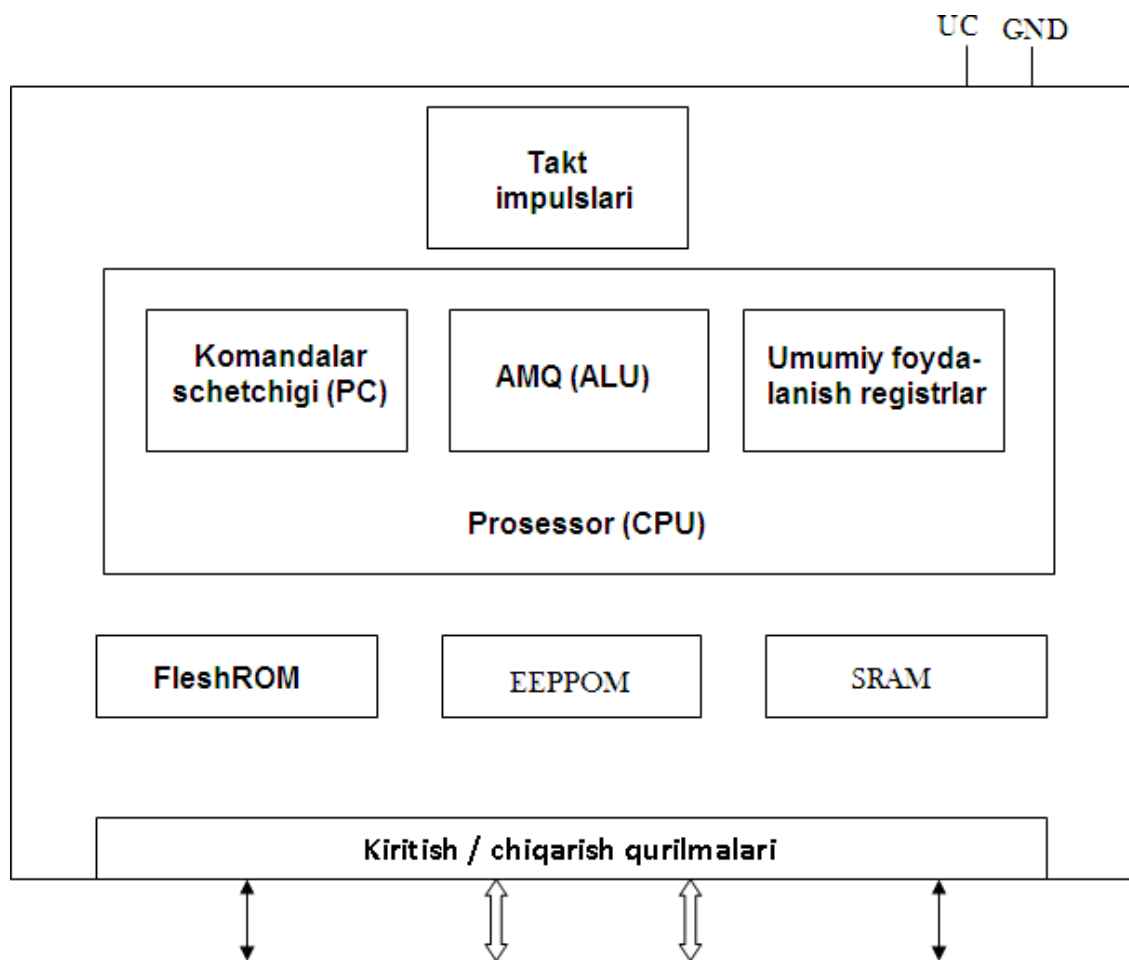 UC GND
Takt
impulslari
Komandalar
schetchigi (PC)
AMQ (ALU)
Umumiy foyda-
lanish registrlar
Prosessor (CPU)
FleshROM
EEPPOM
SRAM
Kiritish / chiqarish qurilmalari